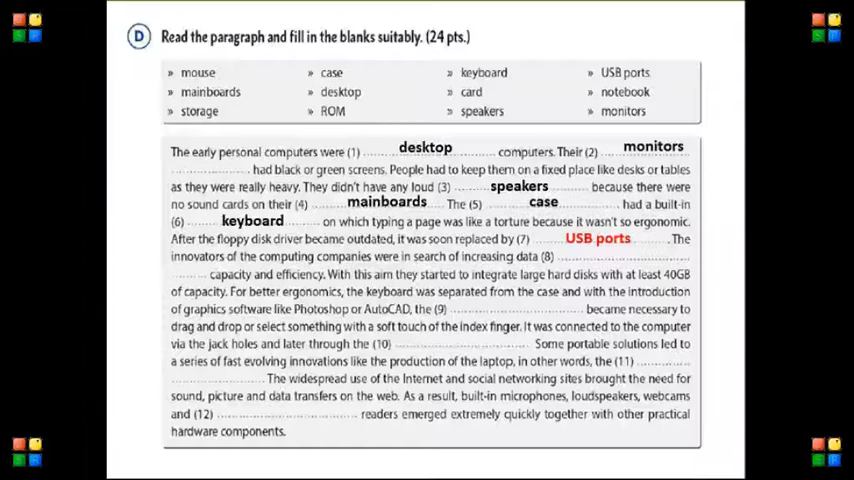 D Read the paragraph and fill in the blanks suitably. (24 pts.)
» mouse » case » keyboard » USB ports
» mainboards » desktop » card » notebook
» storage » ROM » speakers » monitors
The early personal computers were (1) desktop computers. Their (2) monitors
had black or green screens. People had to keep them on a fixed place like desks or tables
as they were really heavy. They didn't have any loud (3) speakers because there were
no sound cards on their (4) mainboards The (5) case had a built-in
(6) keyboard on which typing a page was like a torture because it wasn't so ergonomic.
After the floppy disk driver became outdated, it was soon replaced by (7) USB ports. The
innovators of the computing companies were in search of increasing data (8) ..............................
......... capacity and efficiency. With this aim they started to integrate large hard disks with at least 40GB
of capacity. For better ergonomics, the keyboard was separated from the case and with the introduction
of graphics software like Photoshop or AutoCAD, the (9) .............................. became necessary to
drag and drop or select something with a soft touch of the index finger. It was connected to the computer
via the jack holes and later through the (10) .............................. Some portable solutions led to
a series of fast evolving innovations like the production of the laptop, in other words, the (11) ............
.................... The widespread use of the Internet and social networking sites brought the need for
sound, picture and data transfers on the web. As a result, built-in microphones, loudspeakers, webcams
and (12) .............................. readers emerged extremely quickly together with other practical
hardware components.